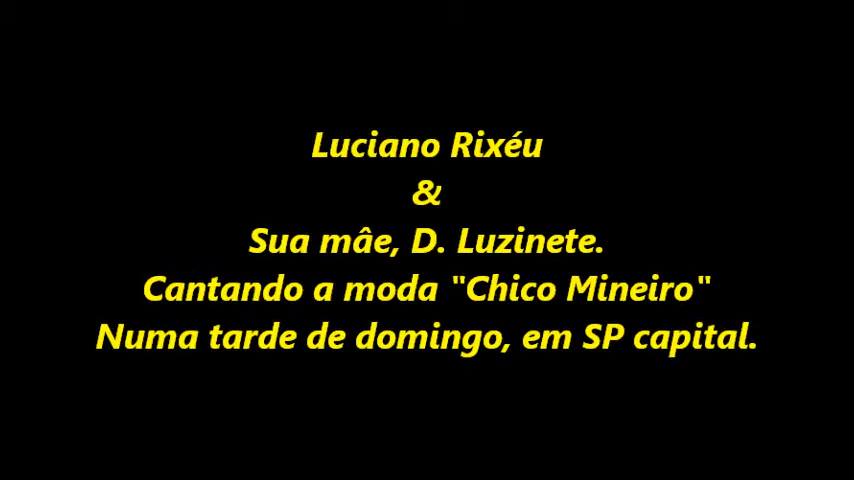 Luciano Rixéu
&
Sua mâe, D. Luzinete.
Cantando a moda "Chico Mineiro"
Numa tarde de domingo, em SP capital.